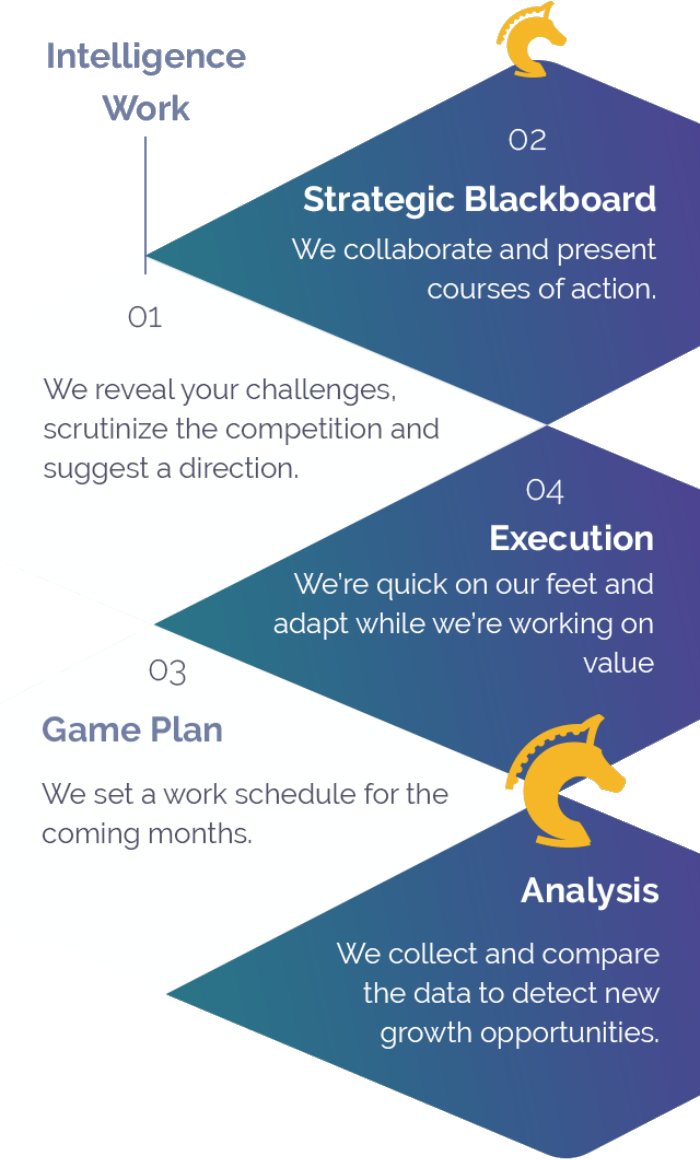 Intelligence
Work
01
We reveal your challenges,
scrutinize the competition and
suggest a direction.
02
Strategic Blackboard
We collaborate and present
courses of action.
03
Game Plan
We set a work schedule for the
coming months.
04
Execution
We're quick on our feet and
adapt while we're working on
value
Analysis
We collect and compare
the data to detect new
growth opportunities.